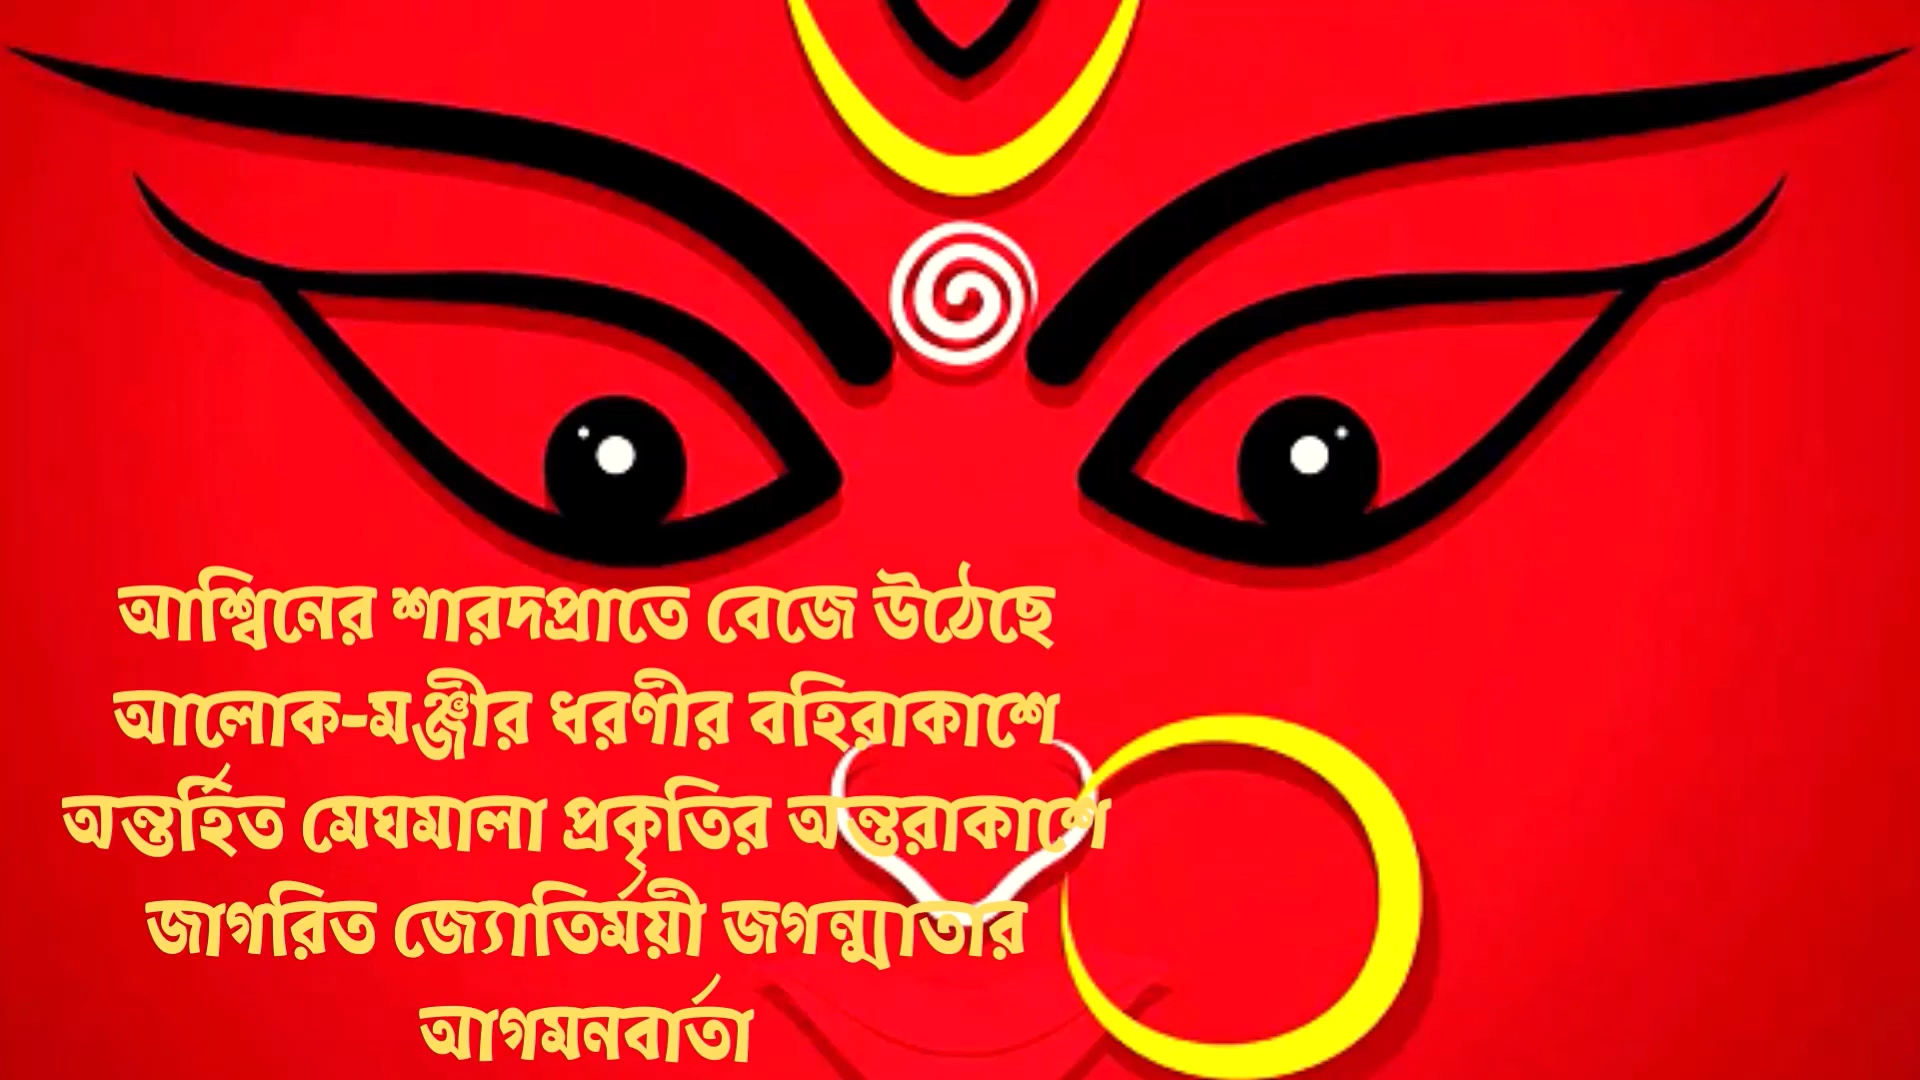 আশ্বিনের শারদপ্রাতে বেজে উঠেছে
আলোক-মঞ্জীর ধরণীর বহিরাকাশে
অন্তর্হিত মেঘমালা প্রকৃতির অন্তরাকাশে
জাগরিত জ্যোতির্ময়ী জগন্মাতার
আগমনবার্তা